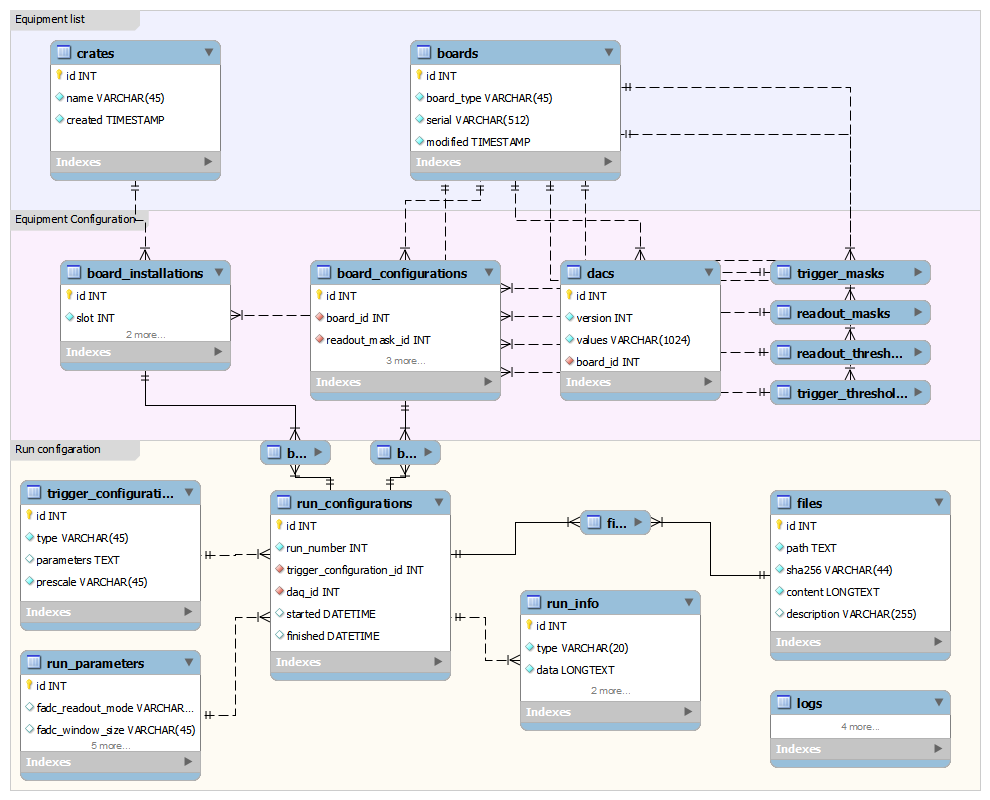 Equipment list
crates
id INT
name VARCHAR(45)
created TIMESTAMP
Indexes
boards
id INT
board_type VARCHAR(45)
serial VARCHAR(512)
modified TIMESTAMP
Indexes
Equipment Configuration
board_installations
id INT
slot INT
2 more...
Indexes
board_configurations
id INT
board_id INT
readout_mask_id INT
3 more...
Indexes
dacs
id INT
version INT
values VARCHAR(1024)
board_id INT
Indexes
trigger_masks
readout_masks
readout_thresh...
trigger_threshol...
Run configaration
b...
b...
trigger_configurati...
id INT
type VARCHAR(45)
parameters TEXT
prescale VARCHAR(45)
Indexes
run_configurations
id INT
run_number INT
trigger_configuration_id INT
daq_id INT
started DATETIME
finished DATETIME
Indexes
fi...
files
id INT
path TEXT
sha256 VARCHAR(44)
content LONGTEXT
description VARCHAR(255)
Indexes
run_info
id INT
type VARCHAR(20)
data LONGTEXT
2 more...
Indexes
run_parameters
id INT
fadc_readout_mode VARCHAR...
fadc_window_size VARCHAR(45)
5 more...
Indexes
logs
4 more...
Indexes